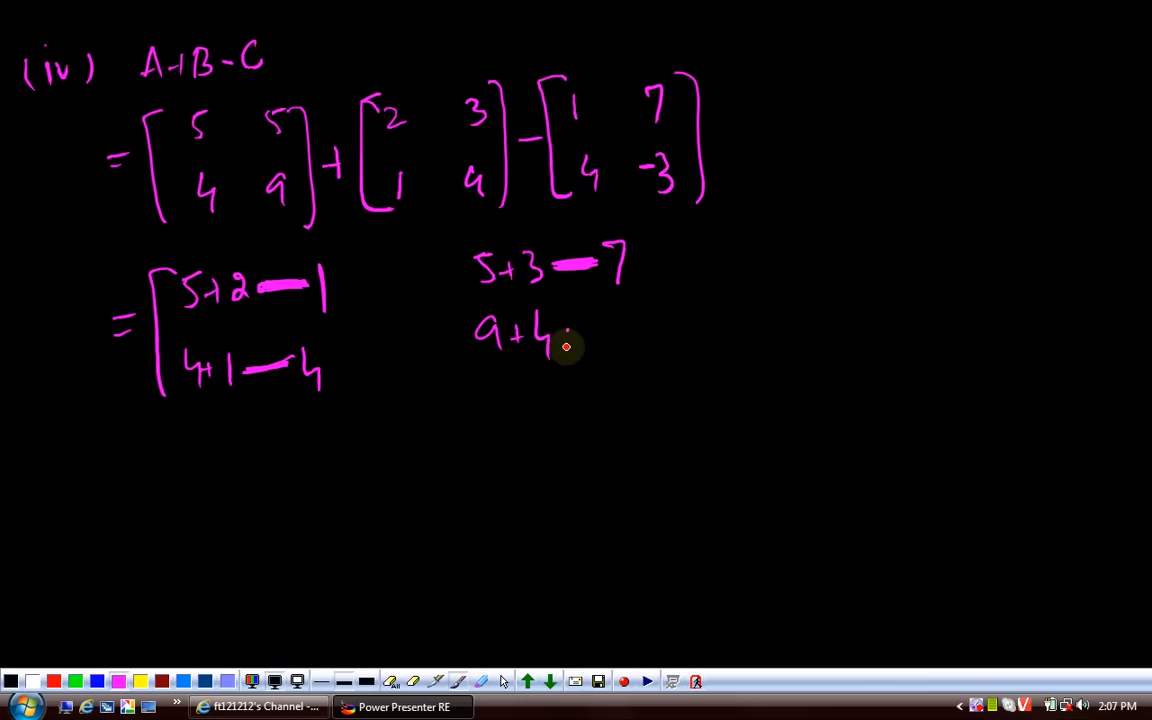 (iv) A+B-C
= [5 5 4 9] + [2 3 1 4] - [1 7 4 -3]
= [5+2-1 5+3-7
4+1-4 9+4
ft121212's Channel -... Power Presenter RE 2:07 PM